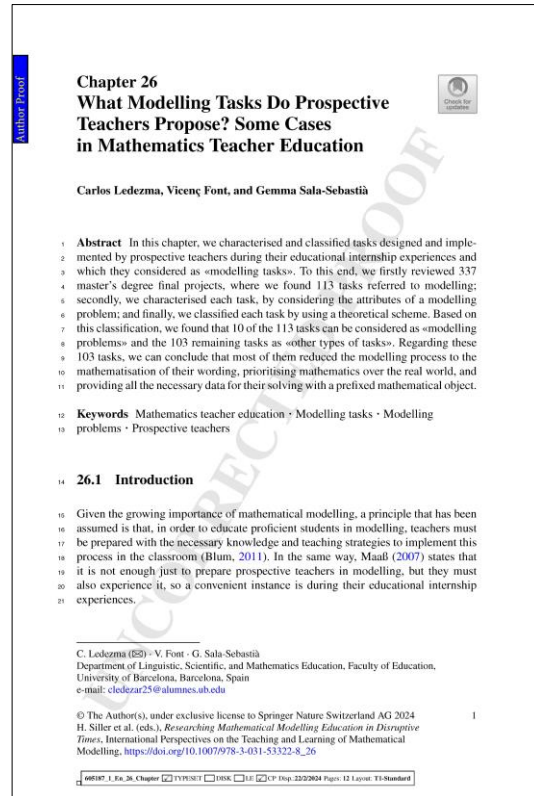 Author Proof
Chapter 26
What Modelling Tasks Do Prospective
Teachers Propose? Some Cases
in Mathematics Teacher Education
Check for
updates
Carlos Ledezma, Vicenç Font, and Gemma Sala-Sebastià
1 Abstract In this chapter, we characterised and classified tasks designed and imple-
2 mented by prospective teachers during their educational internship experiences and
3 which they considered as «modelling tasks». To this end, we firstly reviewed 337
4 master's degree final projects, where we found 113 tasks referred to modelling;
5 secondly, we characterised each task, by considering the attributes of a modelling
6 problem; and finally, we classified each task by using a theoretical scheme. Based on
7 this classification, we found that 10 of the 113 tasks can be considered as «modelling
8 problems» and the 103 remaining tasks as «other types of tasks». Regarding these
9 103 tasks, we can conclude that most of them reduced the modelling process to the
10 mathematisation of their wording, prioritising mathematics over the real world, and
11 providing all the necessary data for their solving with a prefixed mathematical object.
12 Keywords Mathematics teacher education · Modelling tasks · Modelling
13 problems · Prospective teachers
14 26.1 Introduction
15 Given the growing importance of mathematical modelling, a principle that has been
16 assumed is that, in order to educate proficient students in modelling, teachers must
17 be prepared with the necessary knowledge and teaching strategies to implement this
18 process in the classroom (Blum, 2011). In the same way, Maaß (2007) states that
19 it is not enough just to prepare prospective teachers in modelling, but they must
20 also experience it, so a convenient instance is during their educational internship
21 experiences.
C. Ledezma (✉) · V. Font · G. Sala-Sebastià
Department of Linguistic, Scientific, and Mathematics Education, Faculty of Education,
University of Barcelona, Barcelona, Spain
e-mail: cledezar25@alumnes.ub.edu
© The Author(s), under exclusive license to Springer Nature Switzerland AG 2024 1
H. Siller et al. (eds.), Researching Mathematical Modelling Education in Disruptive
Times, International Perspectives on the Teaching and Learning of Mathematical
Modelling, https://doi.org/10.1007/978-3-031-53322-8_26
605187_1_En_26_Chapter ☑ TYPESET ☐ DISK ☐ LE ☑ CP Disp.:22/2/2024 Pages: 12 Layout: T1-Standard
UNCORRECTED PROOF